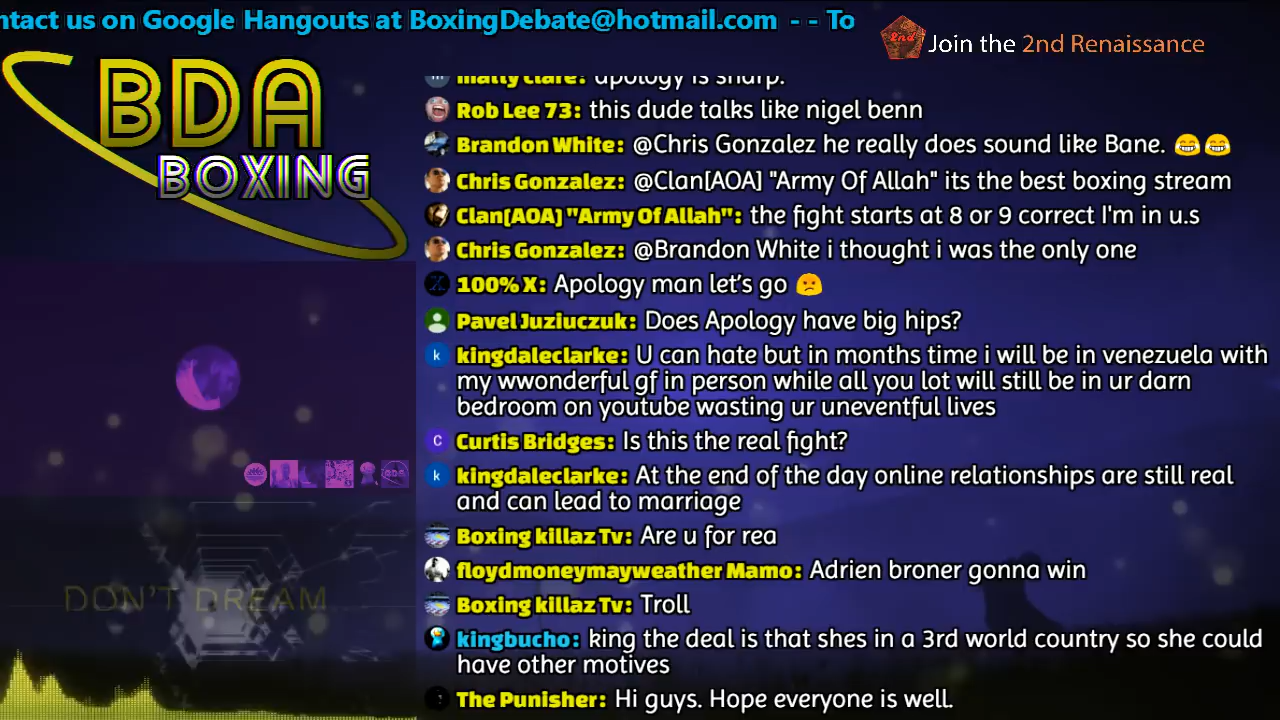 ntact us on Google Hangouts at BoxingDebate@hotmail.com - - To
2nd
Join the 2nd Renaissance
BDA
BOXING
matty clare: apology is sharp.
Rob Lee 73: this dude talks like nigel benn
Brandon White: @Chris Gonzalez he really does sound like Bane. 😂😂
Chris Gonzalez: @Clan[AOA] "Army Of Allah" its the best boxing stream
Clan[AOA] "Army Of Allah": the fight starts at 8 or 9 correct I'm in u.s
Chris Gonzalez: @Brandon White i thought i was the only one
100% X: Apology man let's go 😕
Pavel Juziuczuk: Does Apology have big hips?
k
kingdaleclarke: U can hate but in months time i will be in venezuela with
my wwonderful gf in person while all you lot will still be in ur darn
bedroom on youtube wasting ur uneventful lives
C
Curtis Bridges: Is this the real fight?
k
kingdaleclarke: At the end of the day online relationships are still real
and can lead to marriage
Boxing killaz Tv: Are u for rea
floydmoneymayweather Mamo: Adrien broner gonna win
Boxing killaz Tv: Troll
kingbucho: king the deal is that shes in a 3rd world country so she could
have other motives
The Punisher: Hi guys. Hope everyone is well.
DON'T DREAM